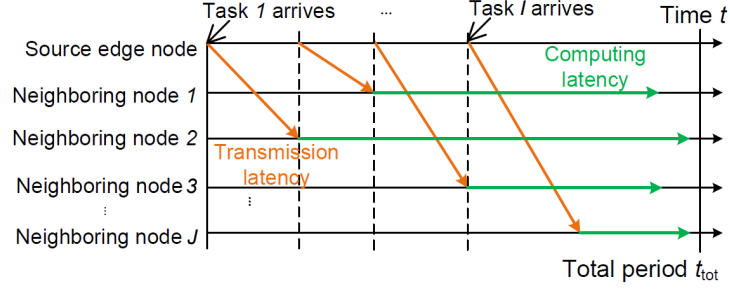 Task 1 arrives
...
Task I arrives
Time t
Source edge node
Computing
latency
Neighboring node 1
Neighboring node 2
Transmission
latency
Neighboring node 3
...
...
Neighboring node J
Total period ttot